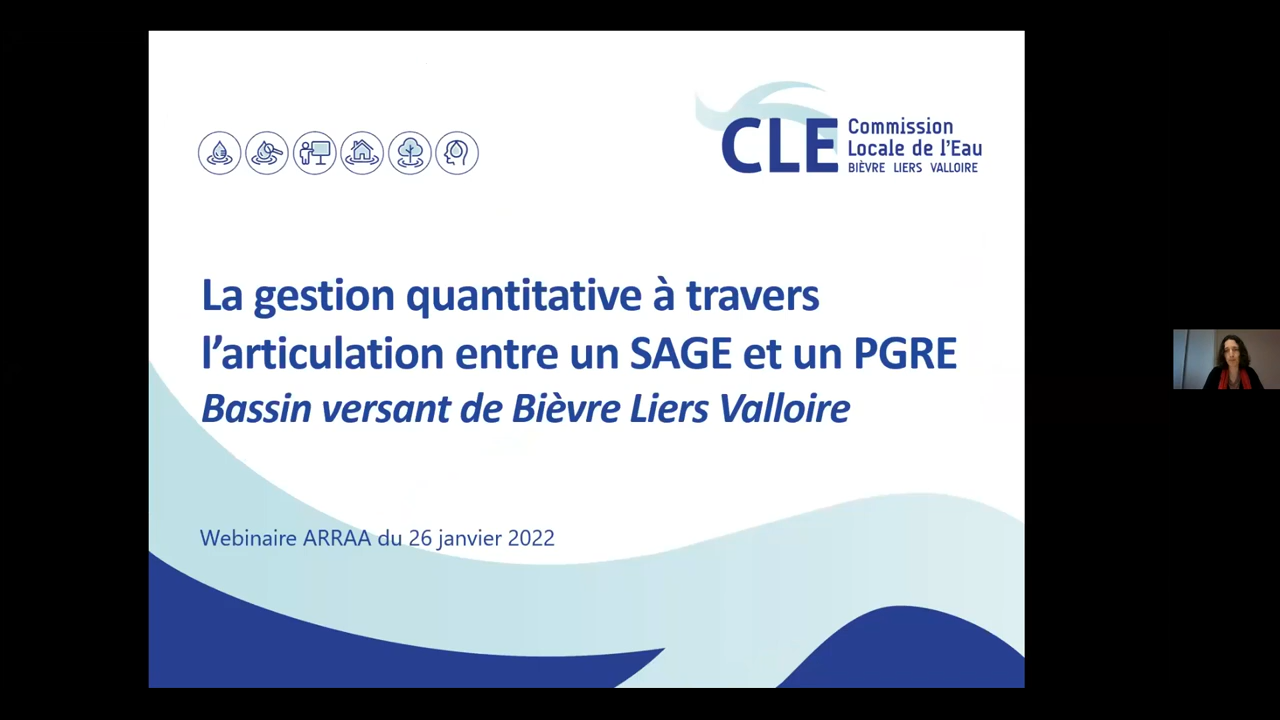 CLE
Commission
Locale de l'Eau
BIÈVRE LIERS VALLOIRE
La gestion quantitative à travers
l'articulation entre un SAGE et un PGRE
Bassin versant de Bièvre Liers Valloire
Webinaire ARRAA du 26 janvier 2022